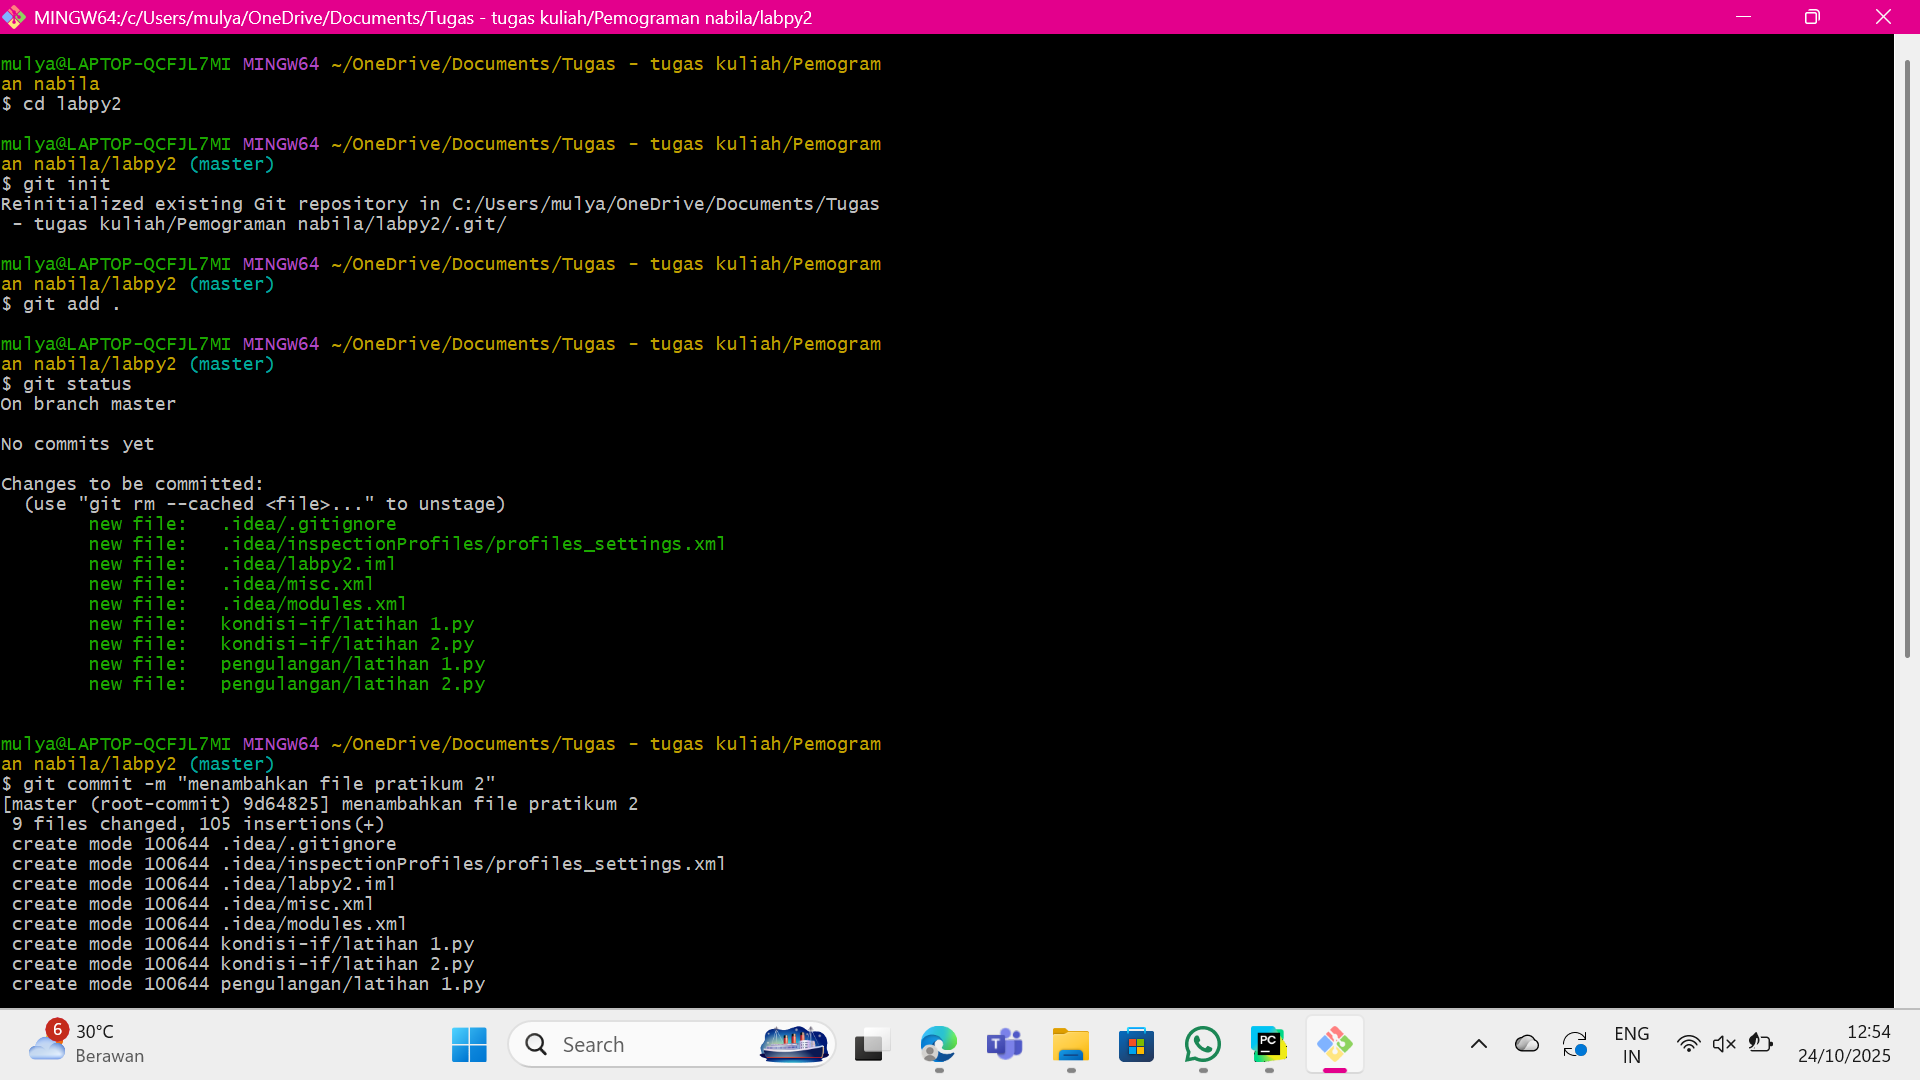 MINGW64:/c/Users/mulya/OneDrive/Documents/Tugas - tugas kuliah/Pemograman nabila/labpy2
mulya@LAPTOP-QCFJL7MI MINGW64 ~/OneDrive/Documents/Tugas - tugas kuliah/Pemogram
an nabila
$ cd labpy2
mulya@LAPTOP-QCFJL7MI MINGW64 ~/OneDrive/Documents/Tugas - tugas kuliah/Pemogram
an nabila/labpy2 (master)
$ git init
Reinitialized existing Git repository in C:/Users/mulya/OneDrive/Documents/Tugas
 - tugas kuliah/Pemograman nabila/labpy2/.git/
mulya@LAPTOP-QCFJL7MI MINGW64 ~/OneDrive/Documents/Tugas - tugas kuliah/Pemogram
an nabila/labpy2 (master)
$ git add .
mulya@LAPTOP-QCFJL7MI MINGW64 ~/OneDrive/Documents/Tugas - tugas kuliah/Pemogram
an nabila/labpy2 (master)
$ git status
On branch master
No commits yet
Changes to be committed:
  (use "git rm --cached <file>..." to unstage)
        new file:   .idea/.gitignore
        new file:   .idea/inspectionProfiles/profiles_settings.xml
        new file:   .idea/labpy2.iml
        new file:   .idea/misc.xml
        new file:   .idea/modules.xml
        new file:   kondisi-if/latihan 1.py
        new file:   kondisi-if/latihan 2.py
        new file:   pengulangan/latihan 1.py
        new file:   pengulangan/latihan 2.py
mulya@LAPTOP-QCFJL7MI MINGW64 ~/OneDrive/Documents/Tugas - tugas kuliah/Pemogram
an nabila/labpy2 (master)
$ git commit -m "menambahkan file pratikum 2"
[master (root-commit) 9d64825] menambahkan file pratikum 2
 9 files changed, 105 insertions(+)
 create mode 100644 .idea/.gitignore
 create mode 100644 .idea/inspectionProfiles/profiles_settings.xml
 create mode 100644 .idea/labpy2.iml
 create mode 100644 .idea/misc.xml
 create mode 100644 .idea/modules.xml
 create mode 100644 kondisi-if/latihan 1.py
 create mode 100644 kondisi-if/latihan 2.py
 create mode 100644 pengulangan/latihan 1.py
6
30°C
Berawan
Search
PC
ENG
IN
12:54
24/10/2025